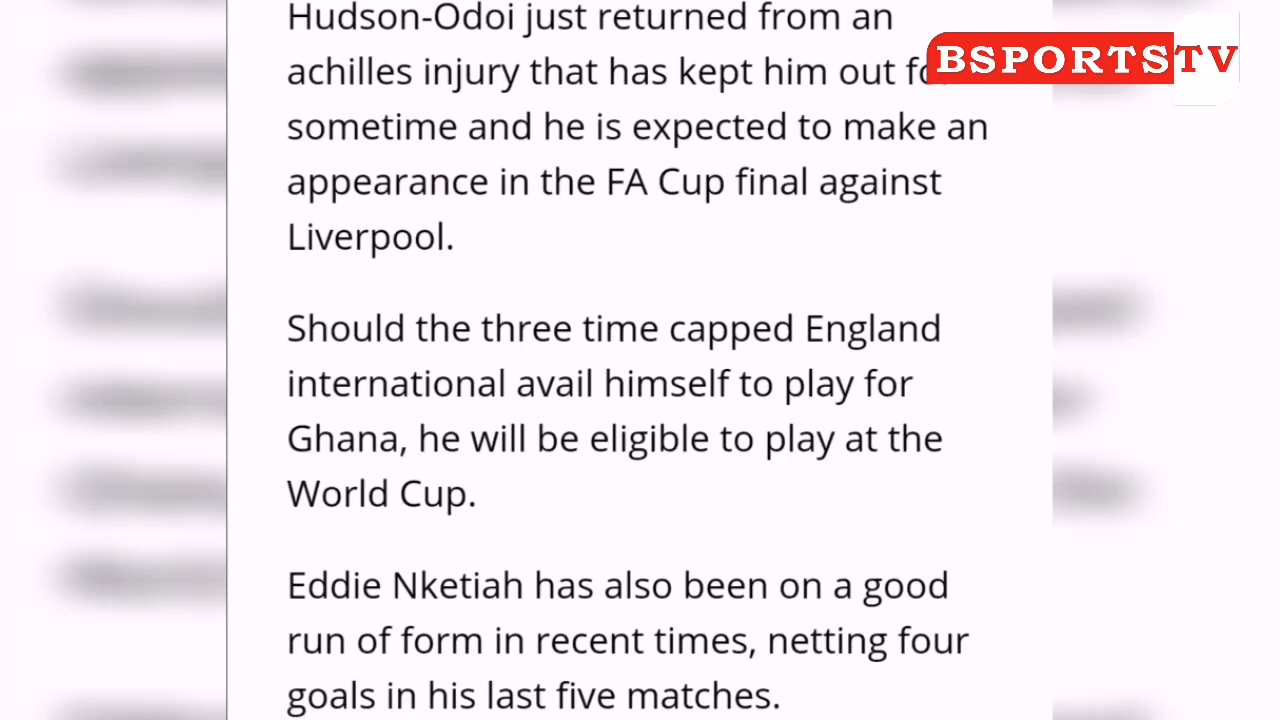 Hudson-Odoi just returned from an
BSPORTSTV
achilles injury that has kept him out
sometime and he is expected to make an
appearance in the FA Cup final against
Liverpool.
Should the three time capped England
international avail himself to play for
Ghana, he will be eligible to play at the
World Cup.
Eddie Nketiah has also been on a good
run of form in recent times, netting four
goals in his last five matches.